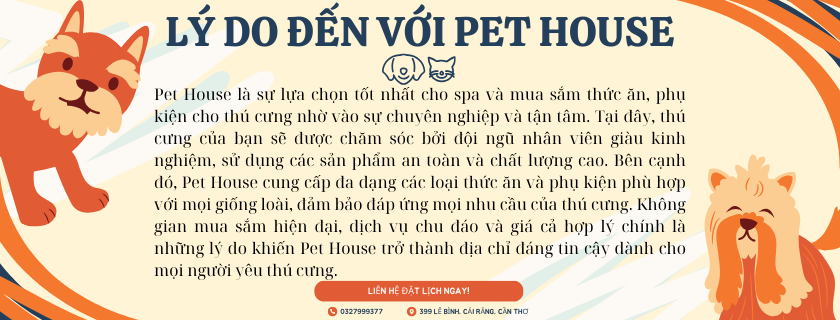 LÝ DO ĐẾN VỚI PET HOUSE
Pet House là sự lựa chọn tốt nhất cho spa và mua sắm thức ăn, phụ
kiện cho thú cưng nhờ vào sự chuyên nghiệp và tận tâm. Tại đây, thú
cưng của bạn sẽ được chăm sóc bởi đội ngũ nhân viên giàu kinh
nghiệm, sử dụng các sản phẩm an toàn và chất lượng cao. Bên cạnh
đó, Pet House cung cấp đa dạng các loại thức ăn và phụ kiện phù hợp
với mọi giống loài, đảm bảo đáp ứng mọi nhu cầu của thú cưng. Không
gian mua sắm hiện đại, dịch vụ chu đáo và giá cả hợp lý chính là
những lý do khiến Pet House trở thành địa chỉ đáng tin cậy dành cho
mọi người yêu thú cưng.
LIÊN HỆ ĐẶT LỊCH NGAY!
0327999377
399 LÊ BÌNH, CÁI RĂNG, CẦN THƠ